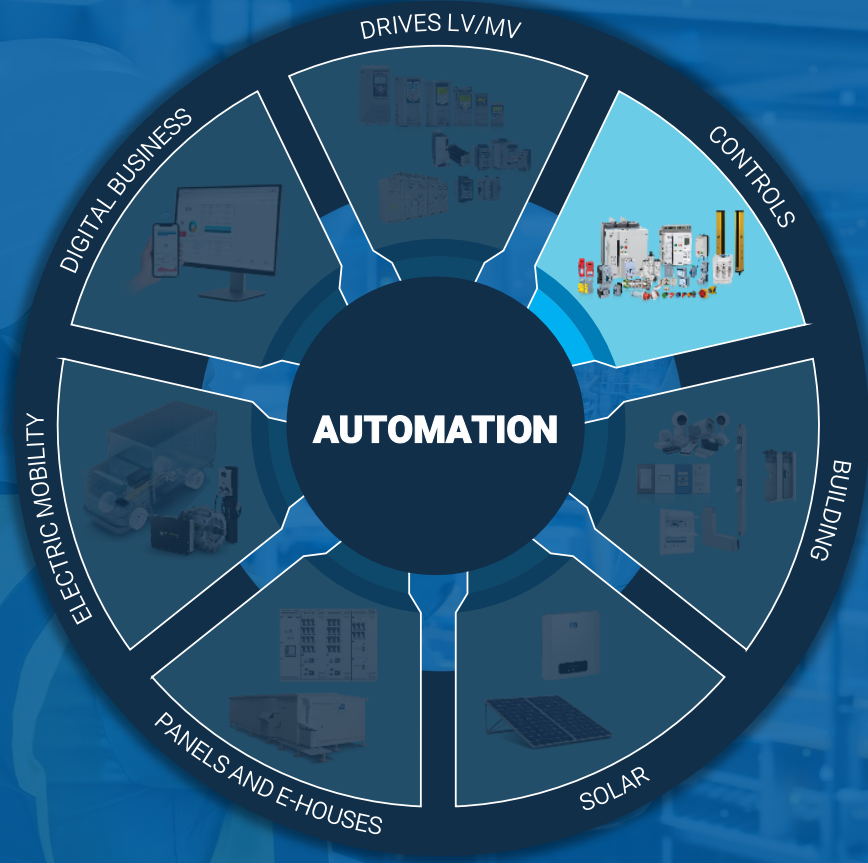 DRIVES LV/MV
CONTROLS
BUILDING
SOLAR
PANELS AND E-HOUSES
ELECTRIC MOBILITY
DIGITAL BUSINESS
AUTOMATION